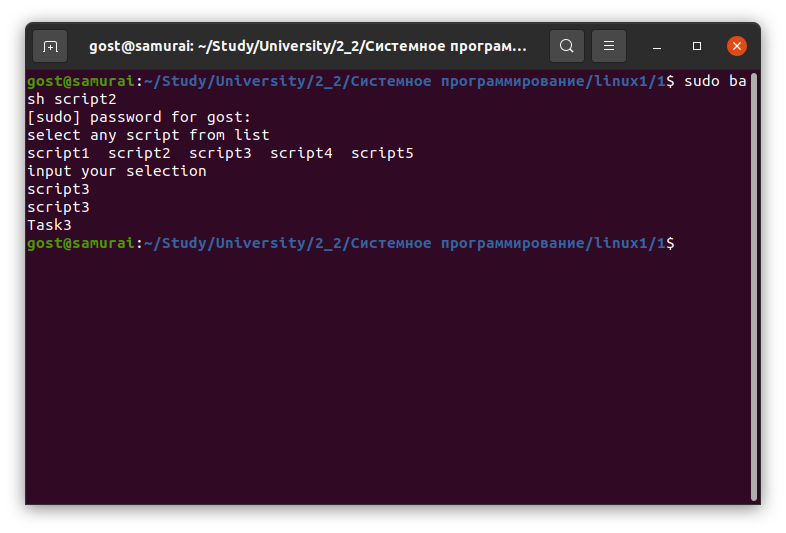 gost@samurai: ~/Study/University/2_2/Системное програм...
gost@samurai:~/Study/University/2_2/Системное программирование/linux1/1$ sudo ba
sh script2
[sudo] password for gost:
select any script from list
script1  script2  script3  script4  script5
input your selection
script3
script3
Task3
gost@samurai:~/Study/University/2_2/Системное программирование/linux1/1$